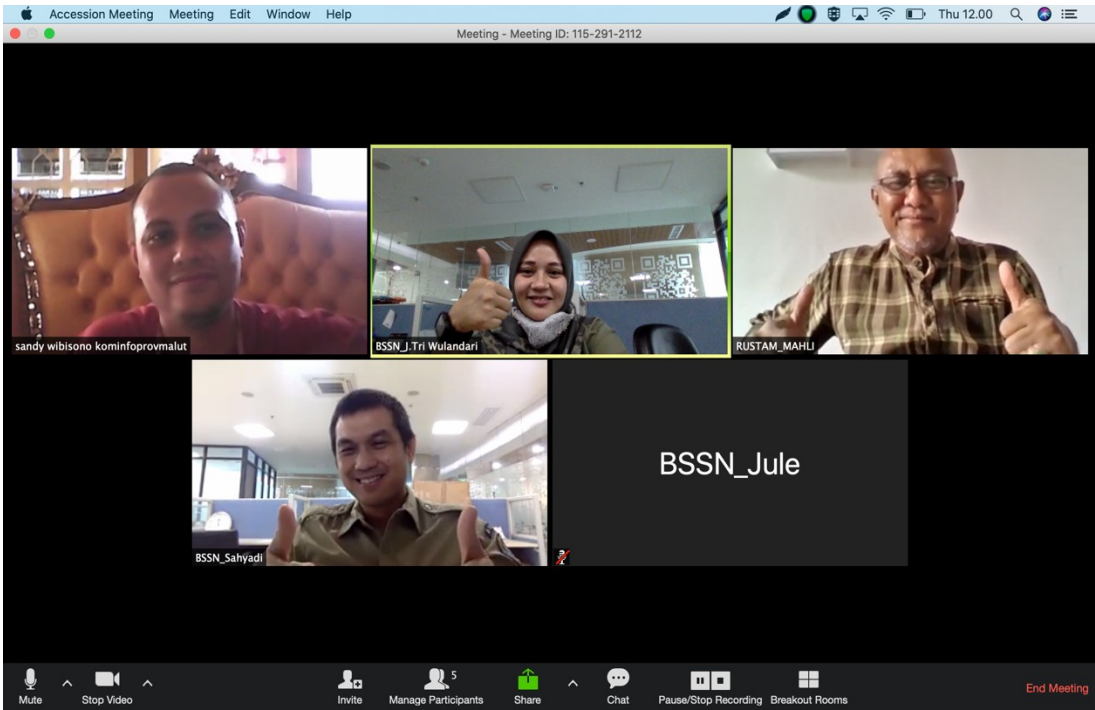 Accession Meeting Meeting Edit Window Help Thu 12.00
Meeting - Meeting ID: 115-291-2112
sandy wibisono kominfoprovmalut
BSSN_J.Tri Wulandari
RUSTAM_MAHLI
BSSN_Sahyadi
BSSN_Jule
5
Mute Stop Video Invite Manage Participants Share Chat Pause/Stop Recording Breakout Rooms End Meeting